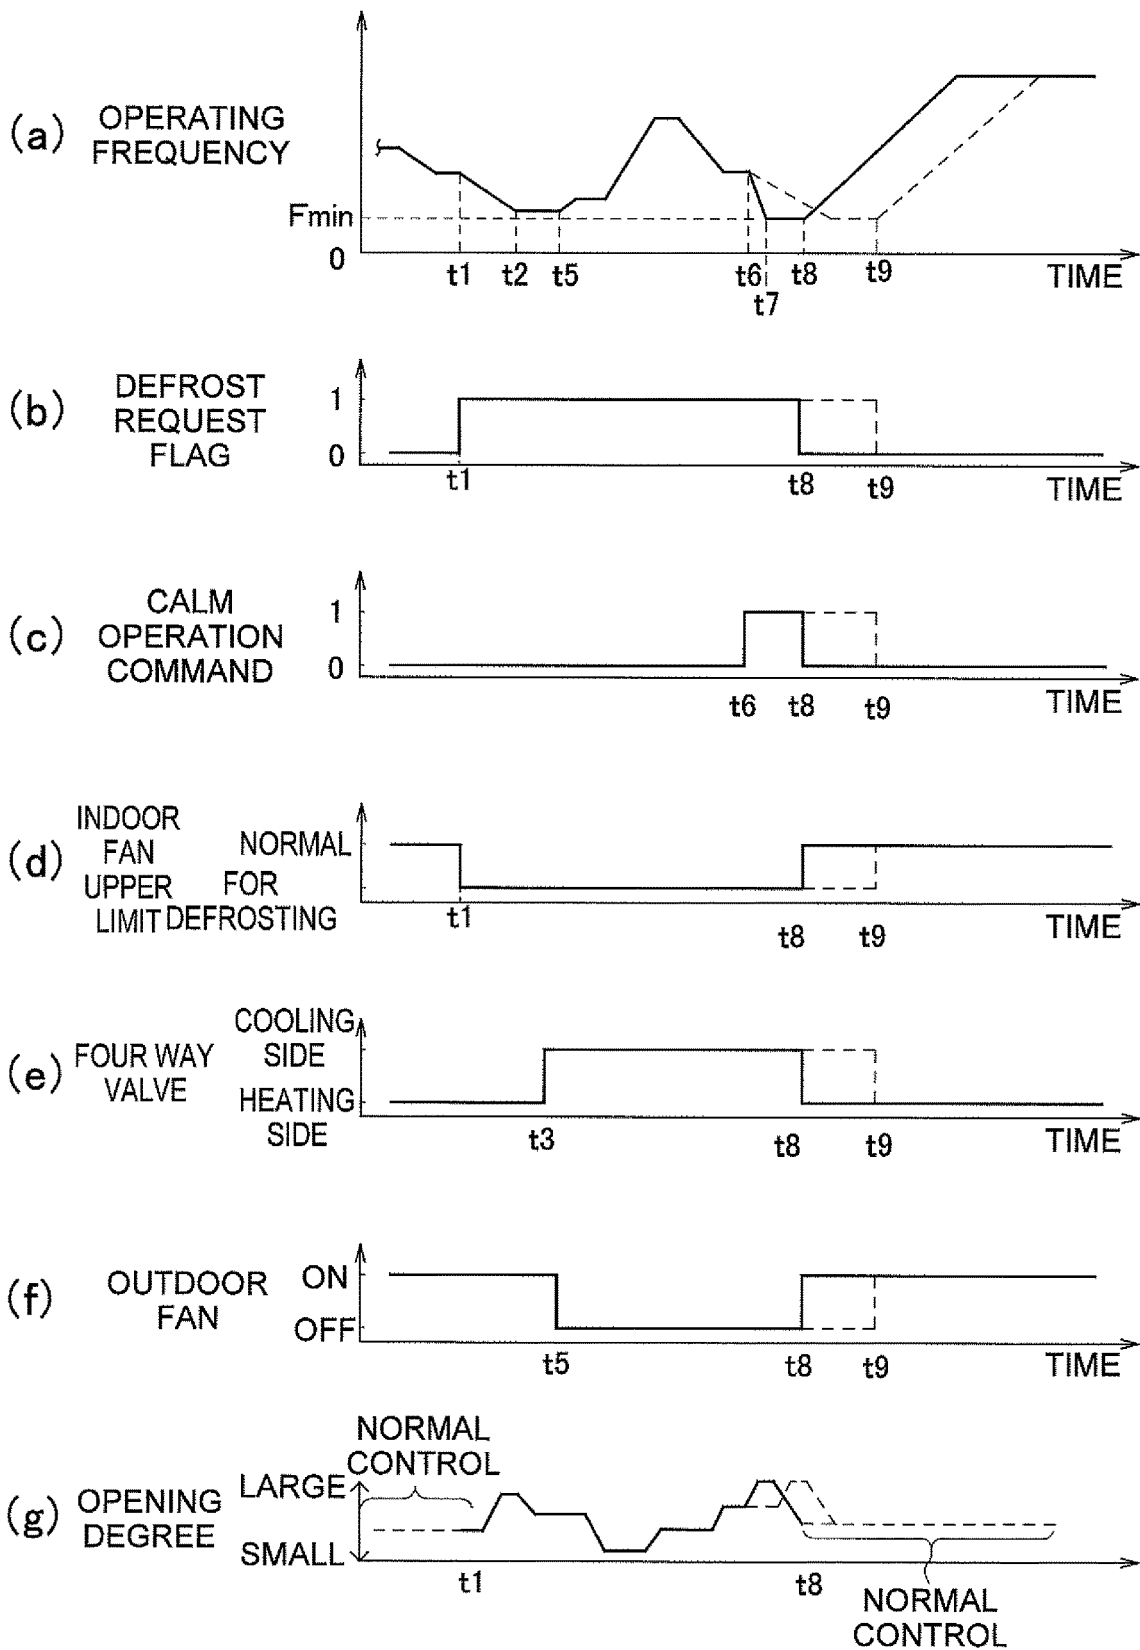 (a) OPERATING
FREQUENCY
Fmin
0
t1 t2 t5 t6 t8 t9 TIME
t7
(b) DEFROST
REQUEST
FLAG
1
0
t1 t8 t9 TIME
(c) CALM
OPERATION
COMMAND
1
0
t6 t8 t9 TIME
(d) INDOOR
FAN
UPPER
LIMIT
NORMAL
FOR
DEFROSTING
t1 t8 t9 TIME
(e) FOUR WAY
VALVE
COOLING
SIDE
HEATING
SIDE
t3 t8 t9 TIME
(f) OUTDOOR
FAN
ON
OFF
t5 t8 t9 TIME
(g) OPENING
DEGREE
NORMAL
CONTROL
LARGE
SMALL
t1 t8
NORMAL
CONTROL